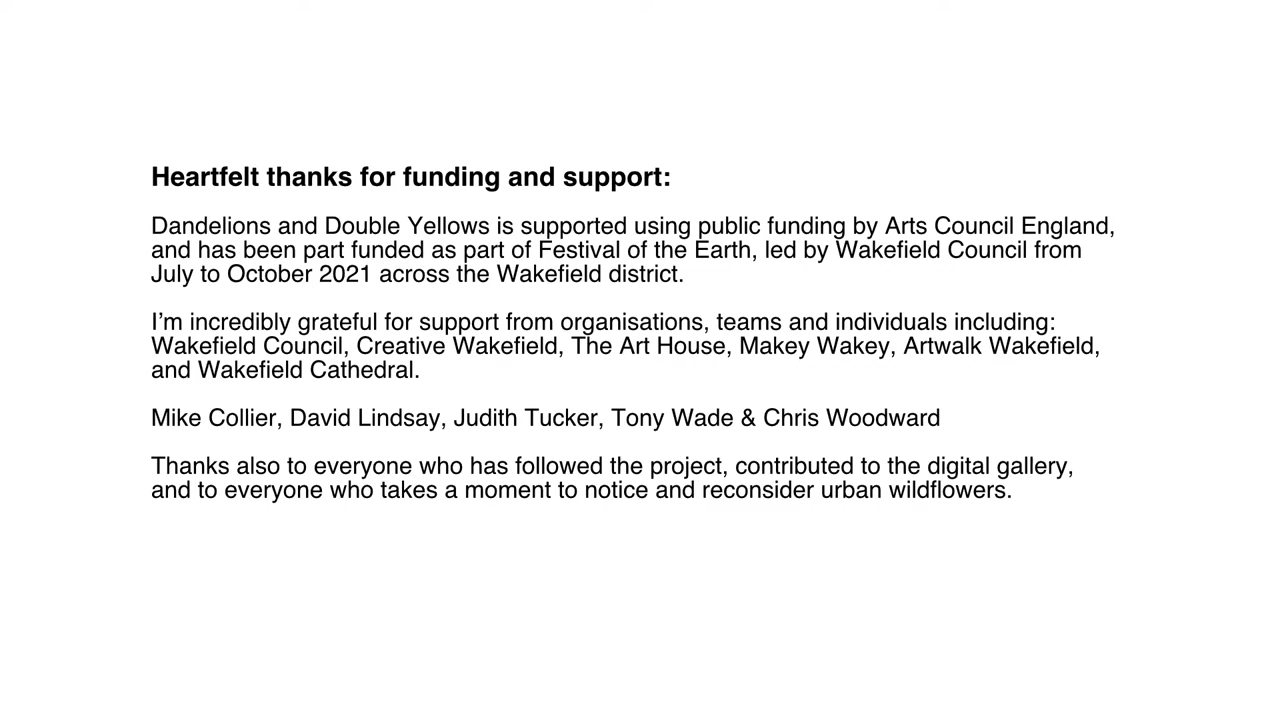 Heartfelt thanks for funding and support:
Dandelions and Double Yellows is supported using public funding by Arts Council England,
and has been part funded as part of Festival of the Earth, led by Wakefield Council from
July to October 2021 across the Wakefield district.
I’m incredibly grateful for support from organisations, teams and individuals including:
Wakefield Council, Creative Wakefield, The Art House, Makey Wakey, Artwalk Wakefield,
and Wakefield Cathedral.
Mike Collier, David Lindsay, Judith Tucker, Tony Wade & Chris Woodward
Thanks also to everyone who has followed the project, contributed to the digital gallery,
and to everyone who takes a moment to notice and reconsider urban wildflowers.